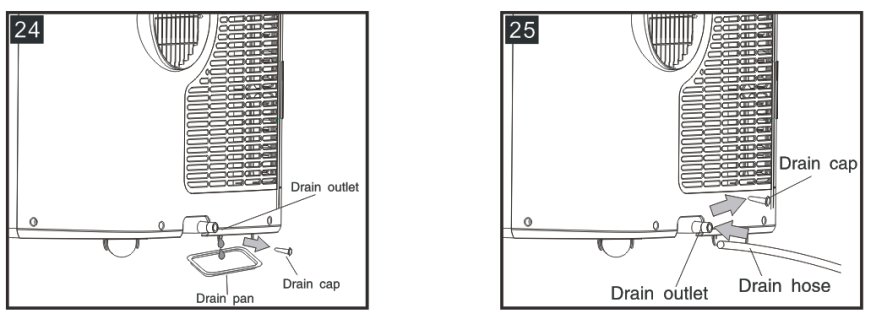 24
Drain outlet
Drain cap
Drain pan
25
Drain cap
Drain outlet
Drain hose